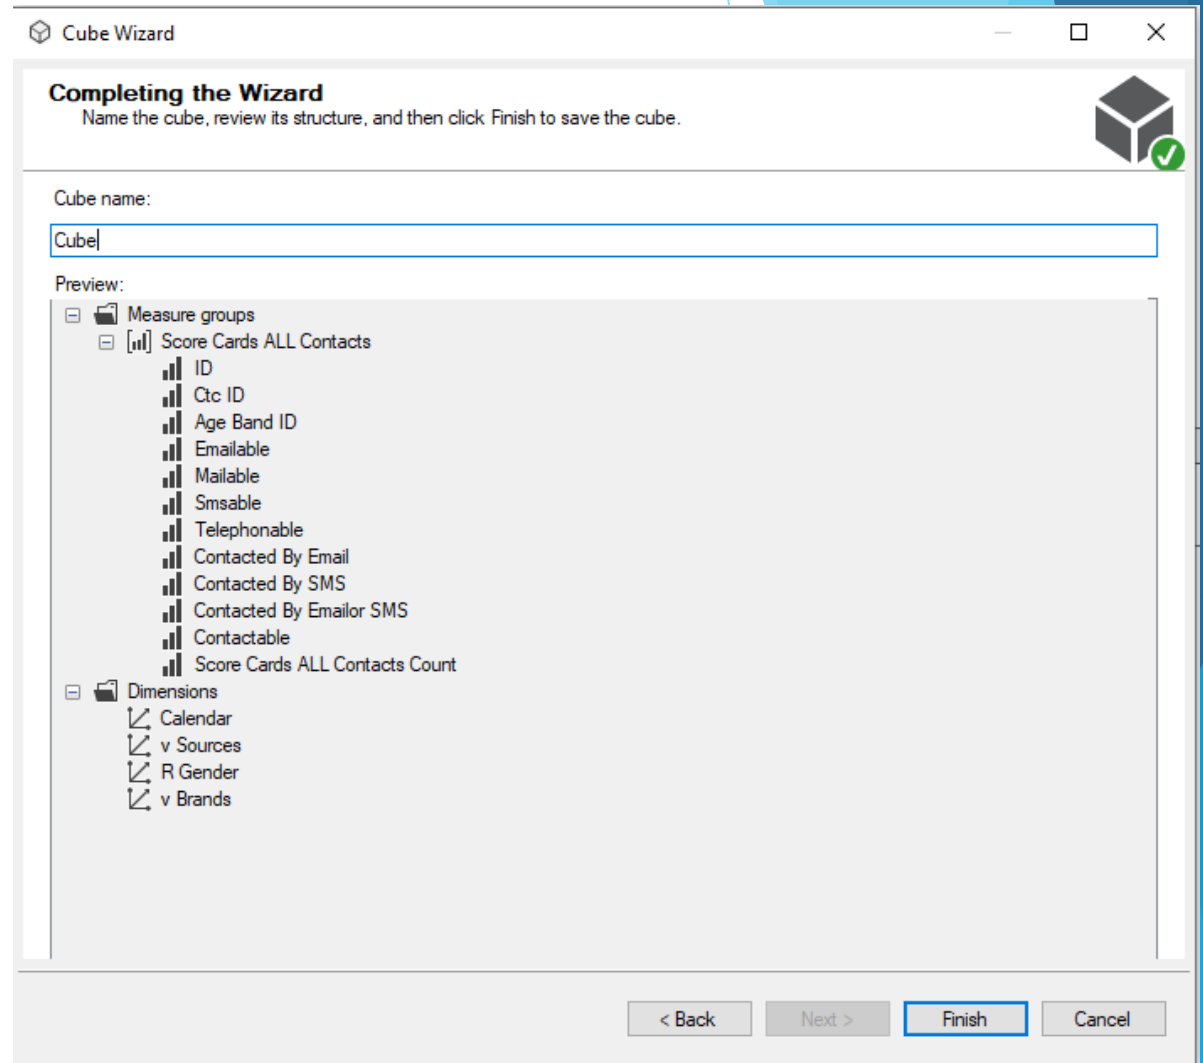 Cube Wizard
Completing the Wizard
Name the cube, review its structure, and then click Finish to save the cube.
Cube name:
Cube
Preview:
Measure groups
Score Cards ALL Contacts
ID
Ctc ID
Age Band ID
Emailable
Mailable
Smsable
Telephonable
Contacted By Email
Contacted By SMS
Contacted By Emailor SMS
Contactable
Score Cards ALL Contacts Count
Dimensions
Calendar
v Sources
R Gender
v Brands
< Back Next > Finish Cancel